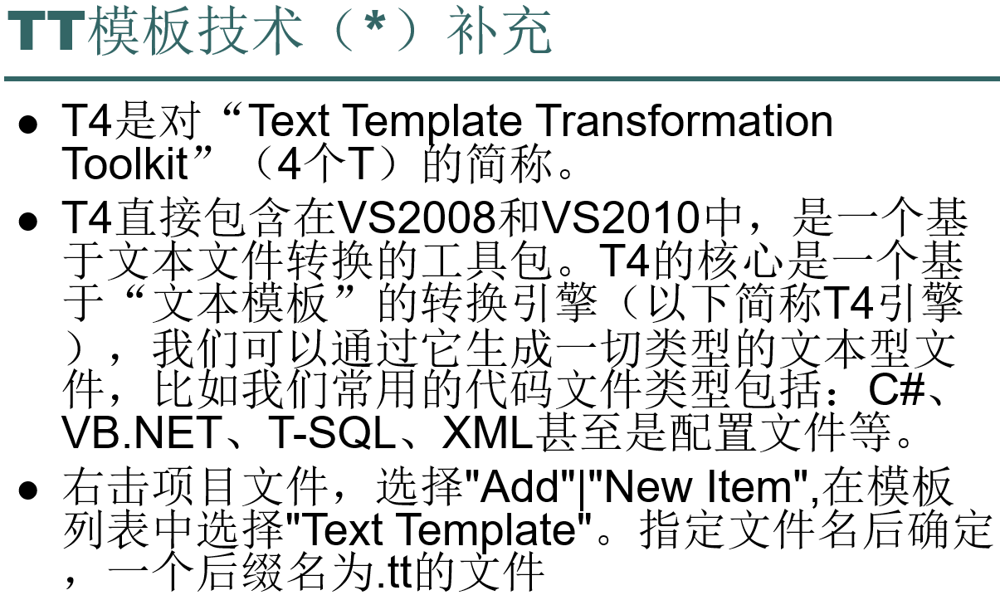 TT模板技术（*）补充
● T4是对“Text Template Transformation
Toolkit”（4个T）的简称。
● T4直接包含在VS2008和VS2010中，是一个基
于文本文件转换的工具包。T4的核心是一个基
于“文本模板”的转换引擎（以下简称T4引擎
），我们可以通过它生成一切类型的文本型文
件，比如我们常用的代码文件类型包括：C#、
VB.NET、T-SQL、XML甚至是配置文件等。
● 右击项目文件，选择"Add"|"New Item",在模板
列表中选择"Text Template"。指定文件名后确定
，一个后缀名为.tt的文件